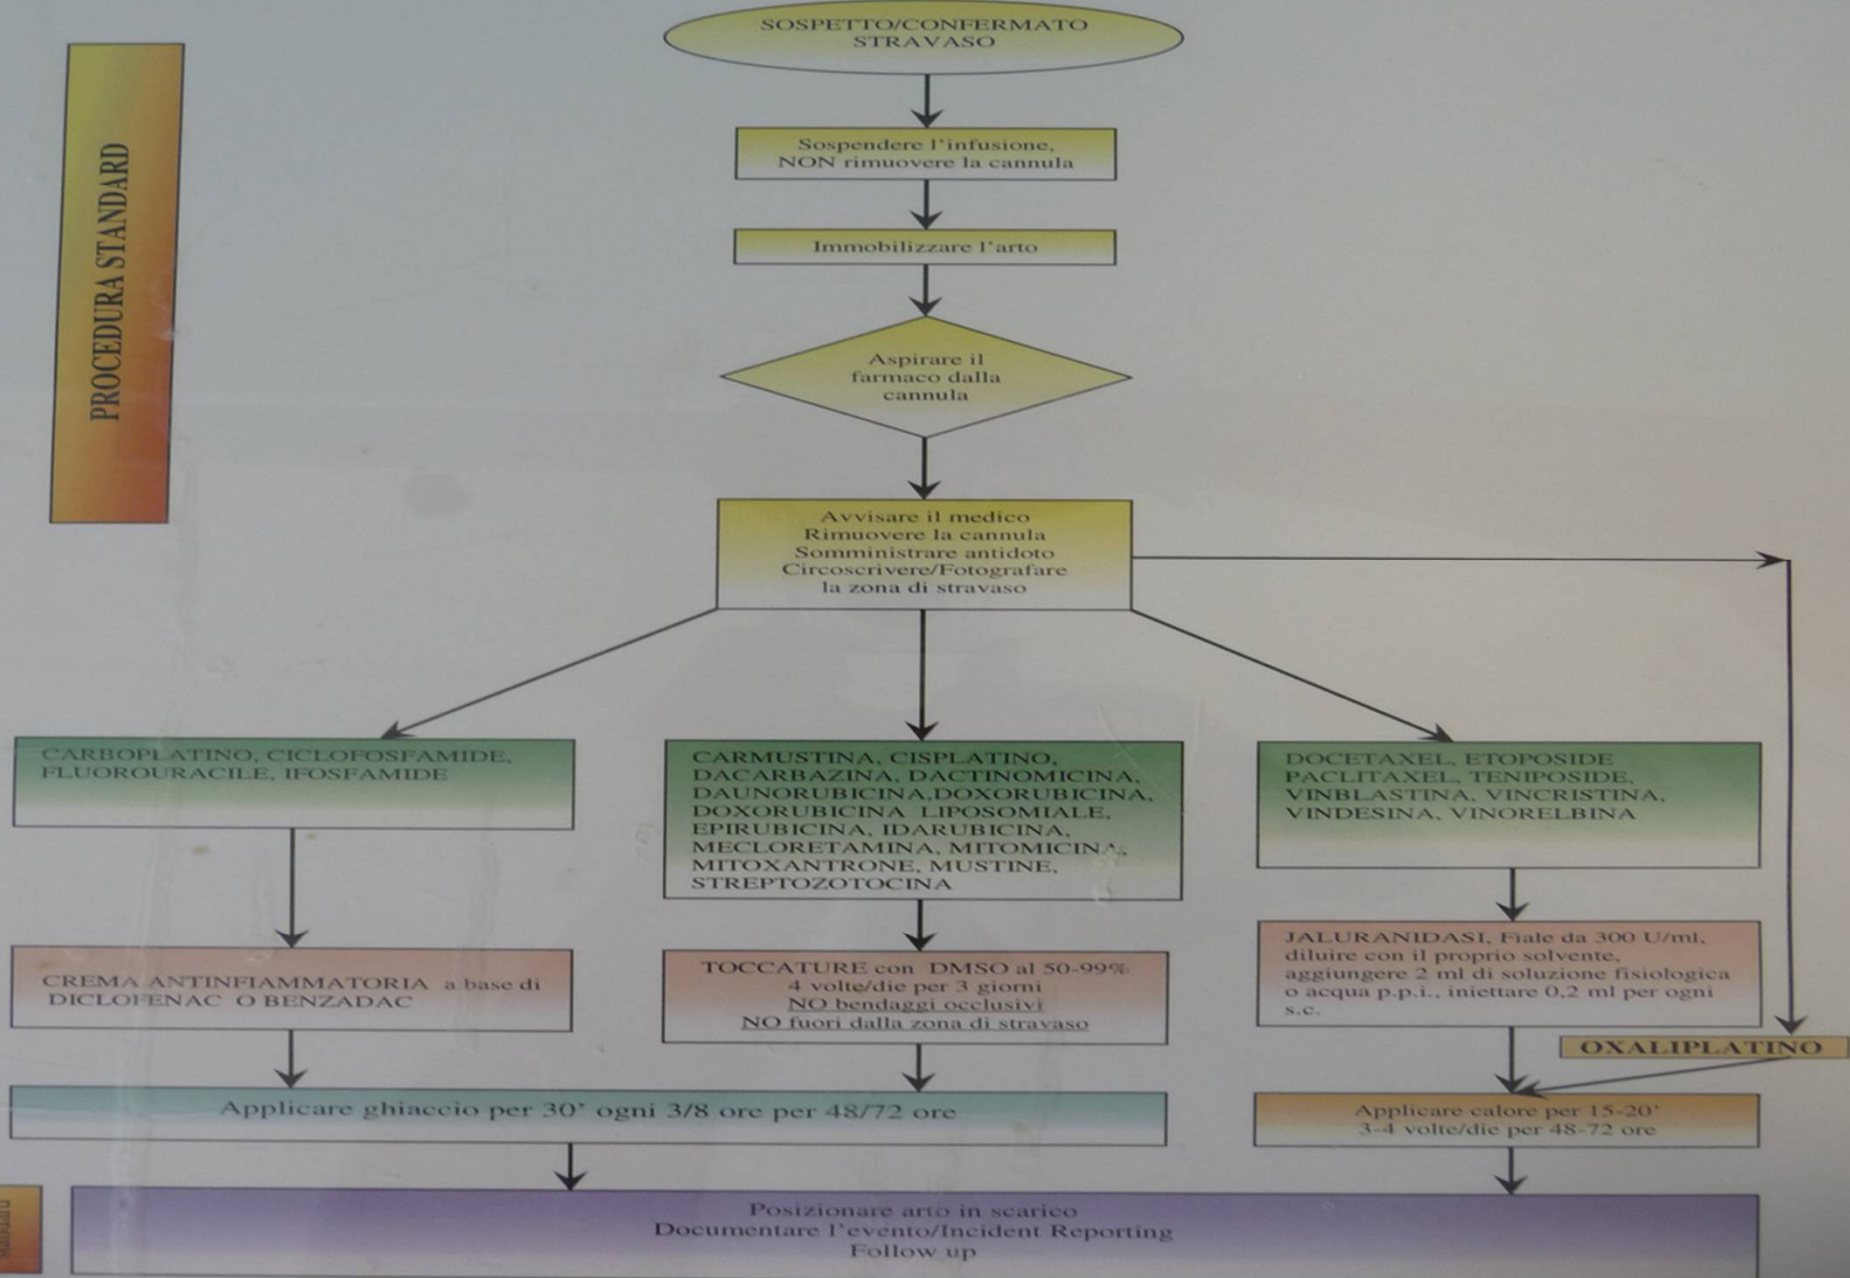 PROCEDURA STANDARD
SOSPETTO/CONFERMATO
STRAVASO
Sospendere l'infusione,
NON rimuovere la cannula
Immobilizzare l'arto
Aspirare il
farmaco dalla
cannula
Avvisare il medico
Rimuovere la cannula
Somministrare antidoto
Circoscrivere/Fotografare
la zona di stravaso
CARBOPLATINO, CICLOFOSFAMIDE,
FLUOROURACILE, IFOSFAMIDE
CARMUSTINA, CISPLATINO,
DACARBAZINA, DACTINOMICINA,
DAUNORUBICINA,DOXORUBICINA,
DOXORUBICINA LIPOSOMIALE,
EPIRUBICINA, IDARUBICINA,
MECLORETAMINA, MITOMICINA,
MITOXANTRONE, MUSTINE,
STREPTOZOTOCINA
DOCETAXEL, ETOPOSIDE
PACLITAXEL, TENIPOSIDE,
VINBLASTINA, VINCRISTINA,
VINDESINA, VINORELBINA
CREMA ANTINFIAMMATORIA a base di
DICLOFENAC O BENZADAC
TOCCATURE con DMSO al 50-99%
4 volte/die per 3 giorni
NO bendaggi occlusivi
NO fuori dalla zona di stravaso
JALURANIDASI, Fiale da 300 U/ml,
diluire con il proprio solvente,
aggiungere 2 ml di soluzione fisiologica
o acqua p.p.i., iniettare 0,2 ml per ogni
s.c.
OXALIPLATINO
Applicare ghiaccio per 30' ogni 3/8 ore per 48/72 ore
Applicare calore per 15-20'
3-4 volte/die per 48-72 ore
Posizionare arto in scarico
Documentare l'evento/Incident Reporting
Follow up